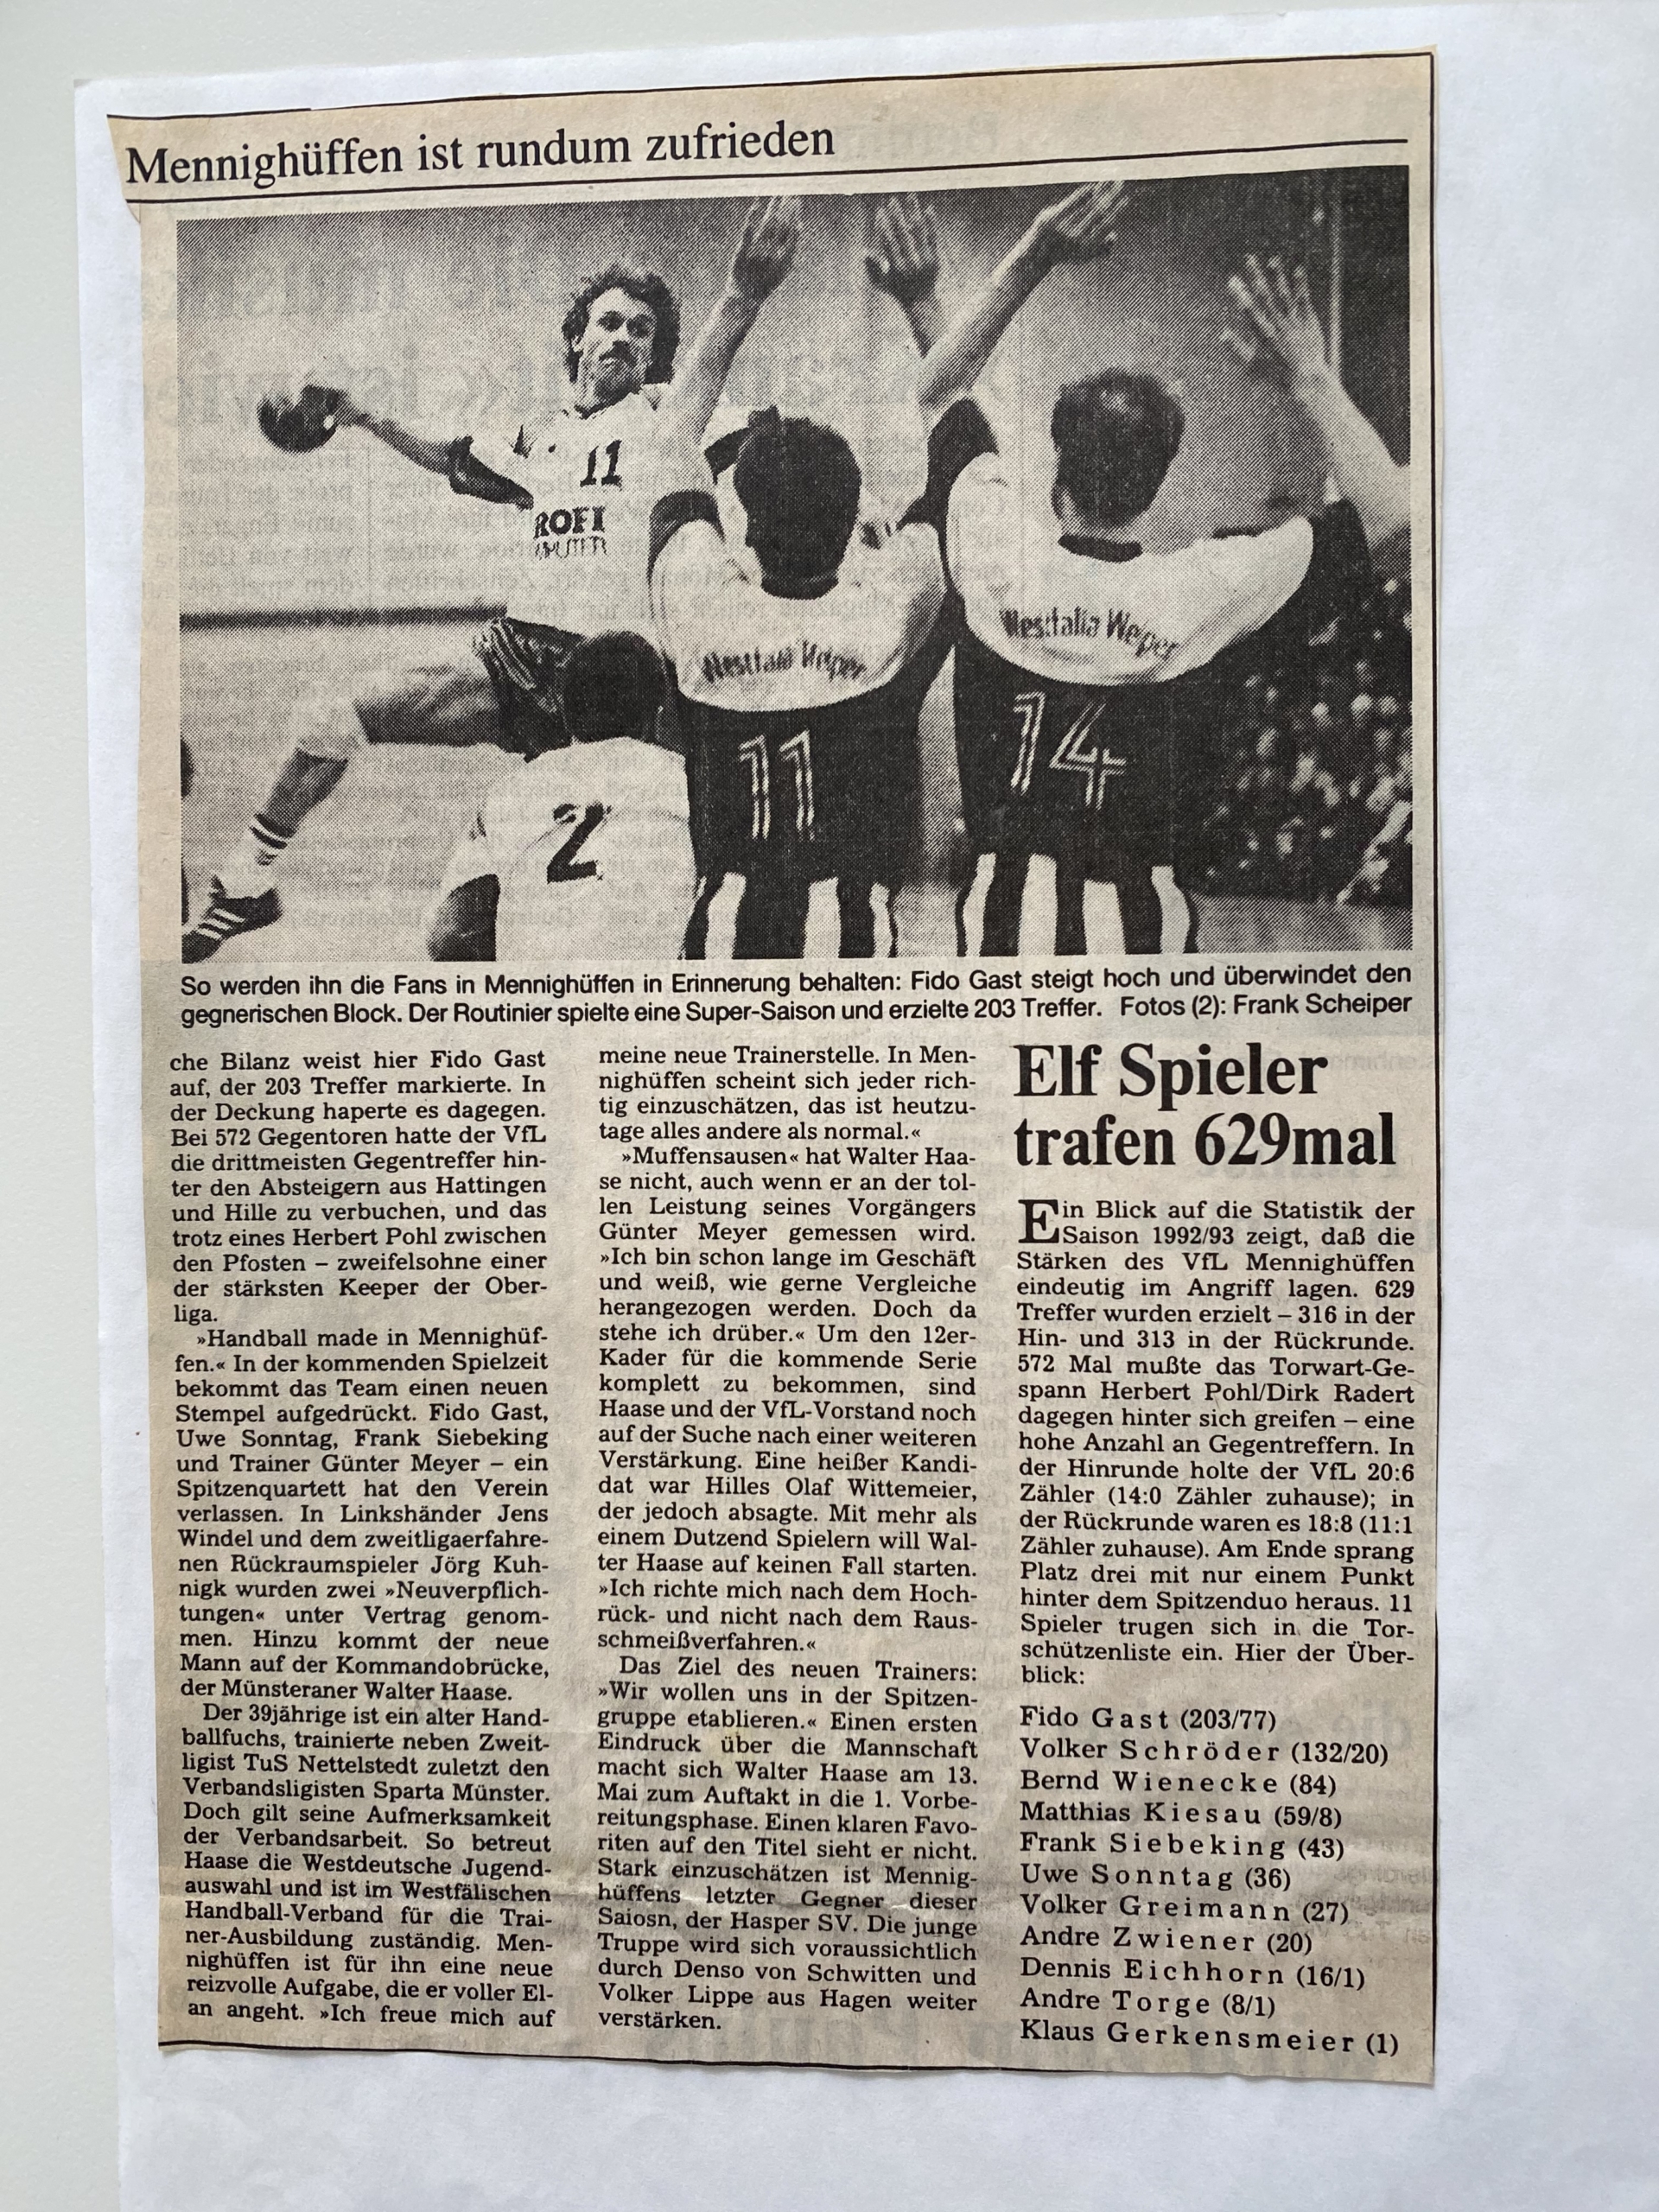 Mennighüffen ist rundum zufrieden
11
ROFI
Westfalia Welper
11
14
2
So werden ihn die Fans in Mennighüffen in Erinnerung behalten: Fido Gast steigt hoch und überwindet den
gegnerischen Block. Der Routinier spielte eine Super-Saison und erzielte 203 Treffer. Fotos (2): Frank Scheiper
che Bilanz weist hier Fido Gast
auf, der 203 Treffer markierte. In
der Deckung haperte es dagegen.
Bei 572 Gegentoren hatte der VfL
die drittmeisten Gegentreffer hin-
ter den Absteigern aus Hattingen
und Hille zu verbuchen, und das
trotz eines Herbert Pohl zwischen
den Pfosten – zweifelsohne einer
der stärksten Keeper der Ober-
liga.
»Handball made in Mennighüf-
fen.« In der kommenden Spielzeit
bekommt das Team einen neuen
Stempel aufgedrückt. Fido Gast,
Uwe Sonntag, Frank Siebeking
und Trainer Günter Meyer – ein
Spitzenquartett hat den Verein
verlassen. In Linkshänder Jens
Windel und dem zweitligaerfahre-
nen Rückraumspieler Jörg Kuh-
nigk wurden zwei »Neuverpflich-
tungen« unter Vertrag genom-
men. Hinzu kommt der neue
Mann auf der Kommandobrücke,
der Münsteraner Walter Haase.
Der 39jährige ist ein alter Hand-
ballfuchs, trainierte neben Zweit-
ligist TuS Nettelstedt zuletzt den
Verbandsligisten Sparta Münster.
Doch gilt seine Aufmerksamkeit
der Verbandsarbeit. So betreut
Haase die Westdeutsche Jugend-
auswahl und ist im Westfälischen
Handball-Verband für die Trai-
ner-Ausbildung zuständig. Men-
nighüffen ist für ihn eine neue
reizvolle Aufgabe, die er voller El-
an angeht. »Ich freue mich auf
meine neue Trainerstelle. In Men-
nighüffen scheint sich jeder rich-
tig einzuschätzen, das ist heutzu-
tage alles andere als normal.«
»Muffensausen« hat Walter Haa-
se nicht, auch wenn er an der tol-
len Leistung seines Vorgängers
Günter Meyer gemessen wird.
»Ich bin schon lange im Geschäft
und weiß, wie gerne Vergleiche
herangezogen werden. Doch da
stehe ich drüber.« Um den 12er-
Kader für die kommende Serie
komplett zu bekommen, sind
Haase und der VfL-Vorstand noch
auf der Suche nach einer weiteren
Verstärkung. Eine heißer Kandi-
dat war Hilles Olaf Wittemeier,
der jedoch absagte. Mit mehr als
einem Dutzend Spielern will Wal-
ter Haase auf keinen Fall starten.
»Ich richte mich nach dem Hoch-
rück- und nicht nach dem Raus-
schmeißverfahren.«
Das Ziel des neuen Trainers:
»Wir wollen uns in der Spitzen-
gruppe etablieren.« Einen ersten
Eindruck über die Mannschaft
macht sich Walter Haase am 13.
Mai zum Auftakt in die 1. Vorbe-
reitungsphase. Einen klaren Favo-
riten auf den Titel sieht er nicht.
Stark einzuschätzen ist Mennig-
hüffens letzter Gegner dieser
Saiosn, der Hasper SV. Die junge
Truppe wird sich voraussichtlich
durch Denso von Schwitten und
Volker Lippe aus Hagen weiter
verstärken.
Elf Spieler
trafen 629mal
Ein Blick auf die Statistik der
Saison 1992/93 zeigt, daß die
Stärken des VfL Mennighüffen
eindeutig im Angriff lagen. 629
Treffer wurden erzielt – 316 in der
Hin- und 313 in der Rückrunde.
572 Mal mußte das Torwart-Ge-
spann Herbert Pohl/Dirk Radert
dagegen hinter sich greifen – eine
hohe Anzahl an Gegentreffern. In
der Hinrunde holte der VfL 20:6
Zähler (14:0 Zähler zuhause); in
der Rückrunde waren es 18:8 (11:1
Zähler zuhause). Am Ende sprang
Platz drei mit nur einem Punkt
hinter dem Spitzenduo heraus. 11
Spieler trugen sich in die Tor-
schützenliste ein. Hier der Über-
blick:
Fido Gast (203/77)
Volker Schröder (132/20)
Bernd Wienecke (84)
Matthias Kiesau (59/8)
Frank Siebeking (43)
Uwe Sonntag (36)
Volker Greimann (27)
Andre Zwiener (20)
Dennis Eichhorn (16/1)
Andre Torge (8/1)
Klaus Gerkensmeier (1)